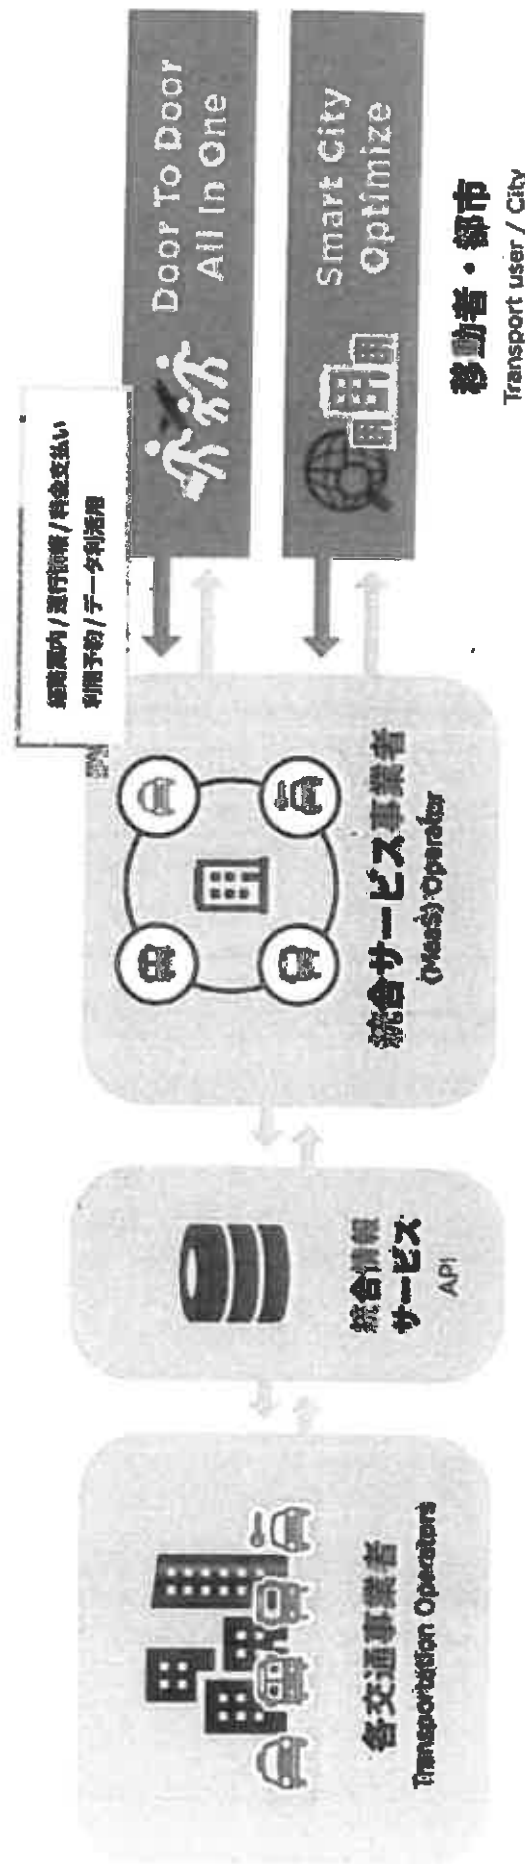 各交通事業者
Transportation Operators
統合情報
サービス
API
統合サービス事業者
(MaaS) Operator
経路案内 / 運行情報 / 料金支払い
利用予約 / データ利活用
Door To Door
All In One
Smart City
Optimize
移動者・都市
Transport user / City